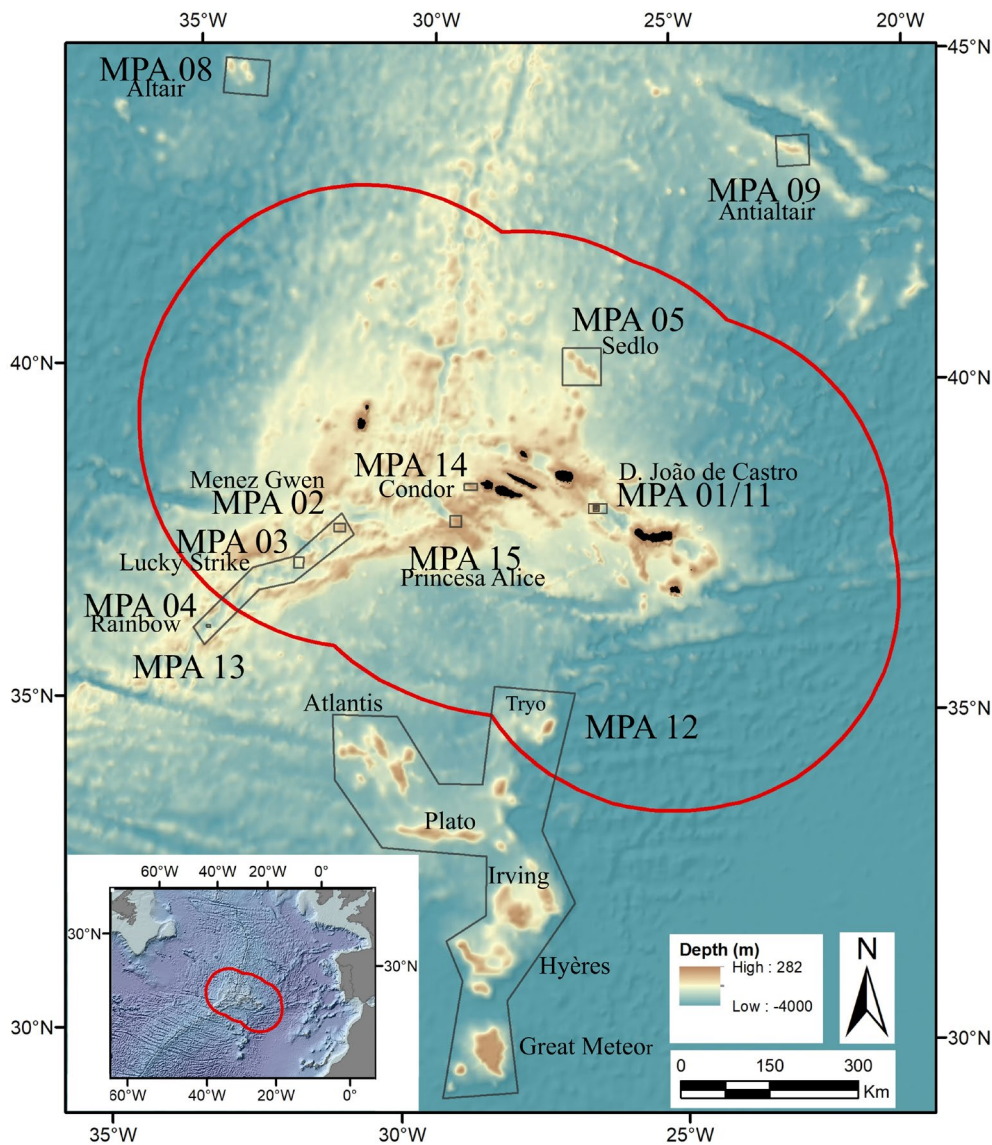 35°W 30°W 25°W 20°W
45°N
MPA 08
Altair
MPA 09
Antialtair
MPA 05
Sedlo
40°N 40°N
Menez Gwen
MPA 02
MPA 14
Condor
D. João de Castro
MPA 01/11
MPA 03
Lucky Strike
MPA 15
Princesa Alice
MPA 04
Rainbow
MPA 13
35°N 35°N
Atlantis
Tryo
MPA 12
Plato
Irving
Hyères
Great Meteor
30°N 30°N
60°W 40°W 20°W 0°
30°N 30°N
60°W 40°W 20°W 0°
Depth (m)
High : 282
Low : -4000
N
0 150 300
Km
35°W 30°W 25°W